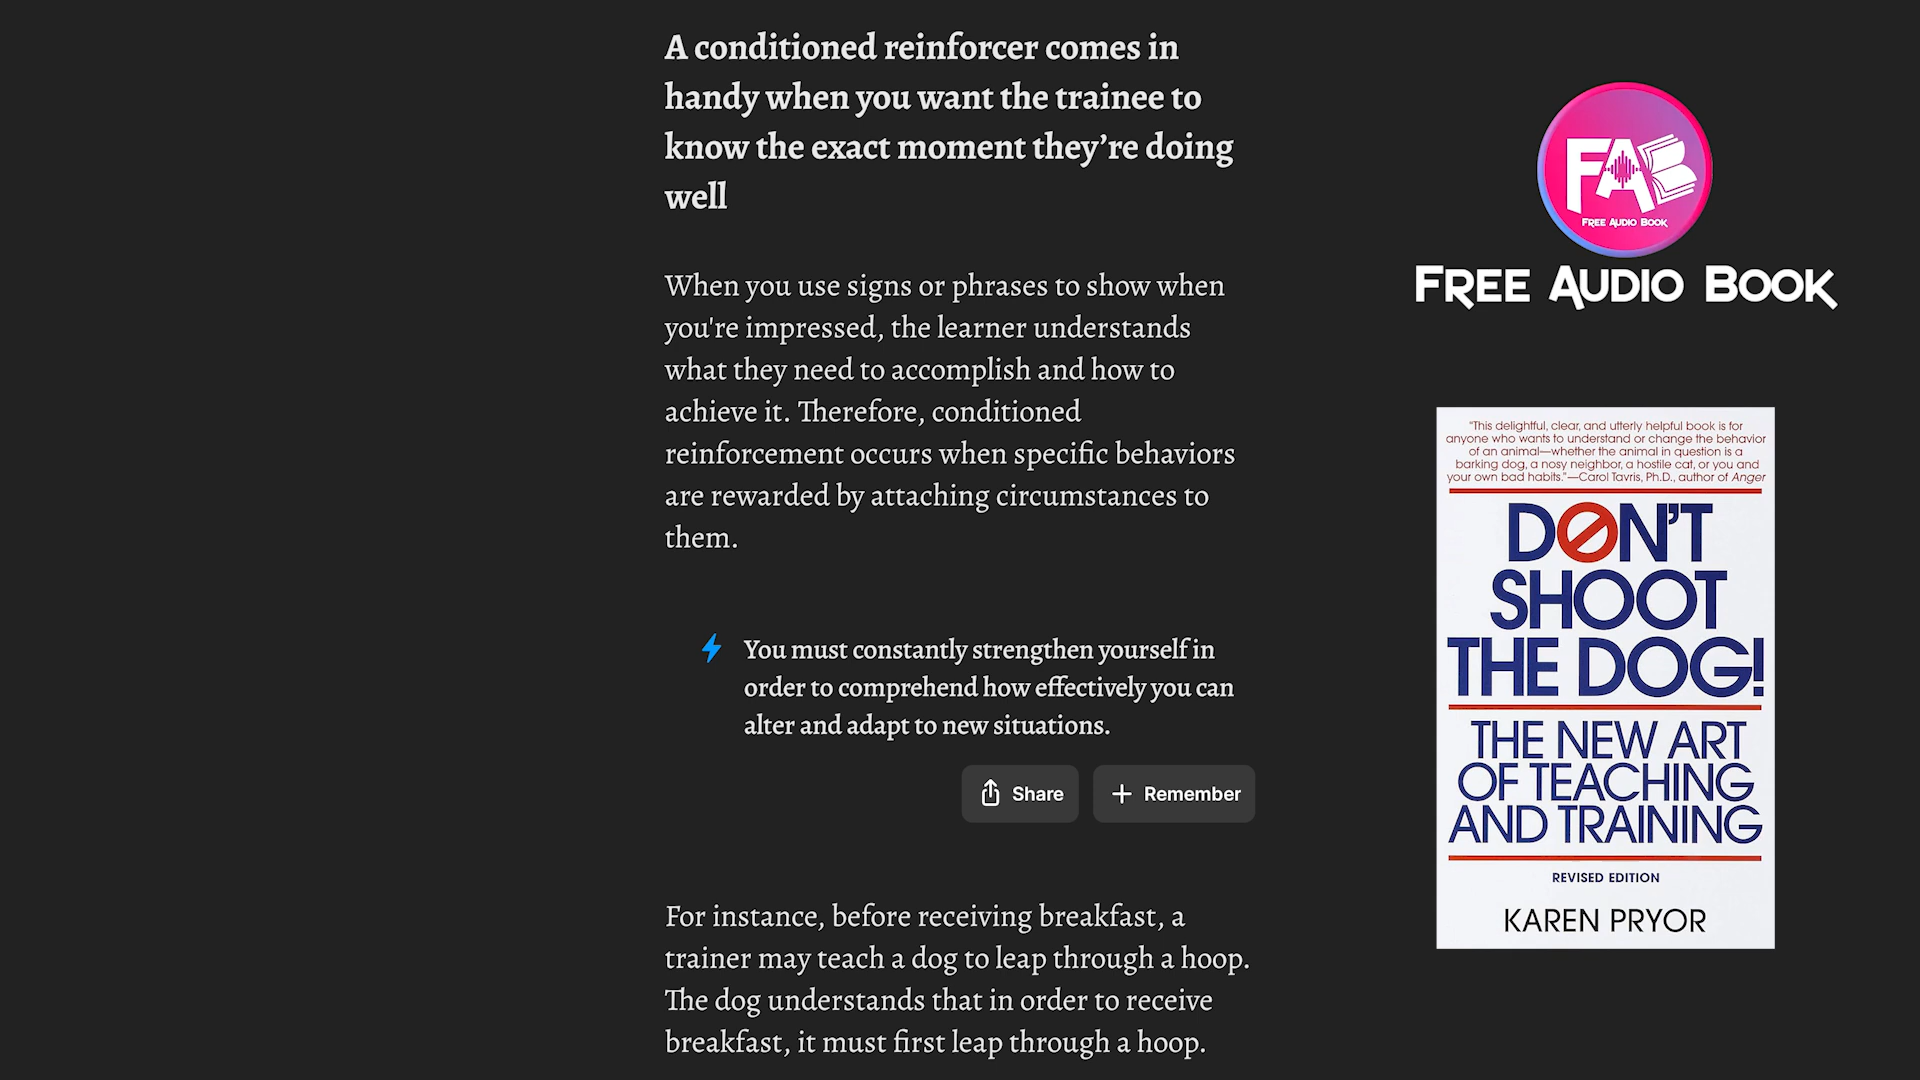 A conditioned reinforcer comes in
handy when you want the trainee to
know the exact moment they’re doing
well
When you use signs or phrases to show when
you're impressed, the learner understands
what they need to accomplish and how to
achieve it. Therefore, conditioned
reinforcement occurs when specific behaviors
are rewarded by attaching circumstances to
them.
You must constantly strengthen yourself in
order to comprehend how effectively you can
alter and adapt to new situations.
Share
Remember
For instance, before receiving breakfast, a
trainer may teach a dog to leap through a hoop.
The dog understands that in order to receive
breakfast, it must first leap through a hoop.
FAB
FREE AUDIO BOOK
FREE AUDIO BOOK
"This delightful, clear, and utterly helpful book is for
anyone who wants to understand or change the behavior
of an animal—whether the animal in question is a
barking dog, a nosy neighbor, a hostile cat, or you and
your own bad habits."—Carol Tavris, Ph.D., author of Anger
DON'T
SHOOT
THE DOG!
THE NEW ART
OF TEACHING
AND TRAINING
REVISED EDITION
KAREN PRYOR